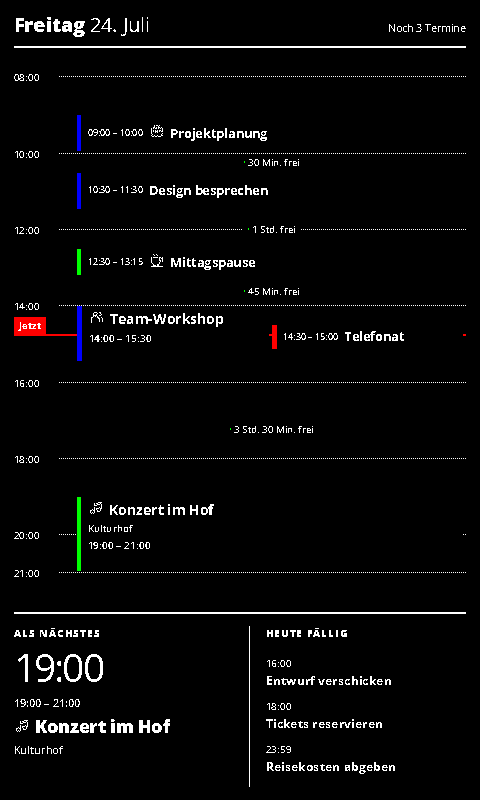 Freitag 24. Juli
Noch 3 Termine
08:00
09:00 – 10:00 Projektplanung
10:00
30 Min. frei
10:30 – 11:30 Design besprechen
12:00
1 Std. frei
12:30 – 13:15 Mittagspause
45 Min. frei
14:00
Team-Workshop
14:00 – 15:30
Jetzt
14:30 – 15:00 Telefonat
16:00
3 Std. 30 Min. frei
18:00
Konzert im Hof
Kulturhof
19:00 – 21:00
20:00
21:00
ALS NÄCHSTES
19:00
19:00 – 21:00
Konzert im Hof
Kulturhof
HEUTE FÄLLIG
16:00
Entwurf verschicken
18:00
Tickets reservieren
23:59
Reisekosten abgeben